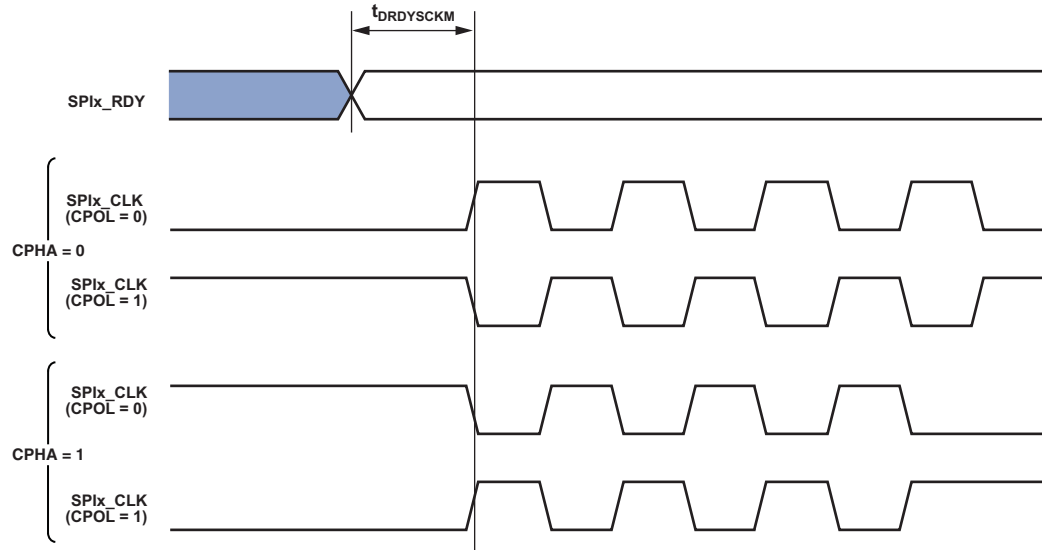 tDRDYSCKM
SPIx_RDY
SPIx_CLK
(CPOL = 0)
CPHA = 0
SPIx_CLK
(CPOL = 1)
SPIx_CLK
(CPOL = 0)
CPHA = 1
SPIx_CLK
(CPOL = 1)